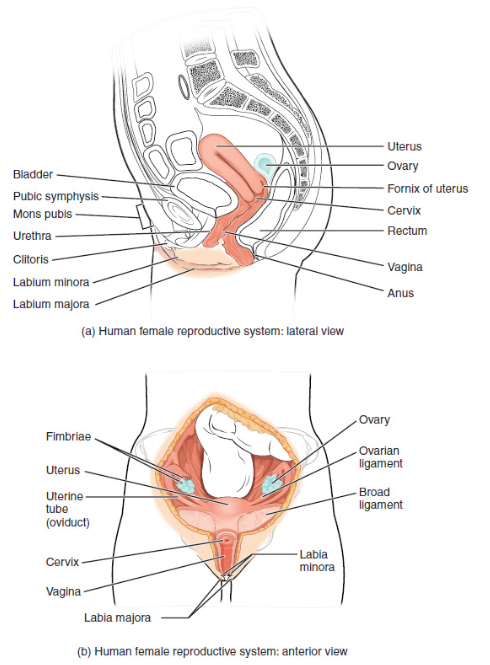 Bladder
Pubic symphysis
Mons pubis
Urethra
Clitoris
Labium minora
Labium majora
Uterus
Ovary
Fornix of uterus
Cervix
Rectum
Vagina
Anus
(a) Human female reproductive system: lateral view
Fimbriae
Uterus
Uterine
tube
(oviduct)
Cervix
Vagina
Labia majora
Ovary
Ovarian
ligament
Broad
ligament
Labia
minora
(b) Human female reproductive system: anterior view